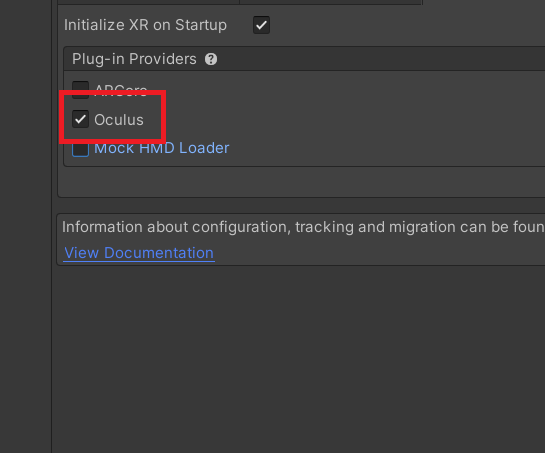 Initialize XR on Startup
Plug-in Providers
ARCore
Oculus
Mock HMD Loader
Information about configuration, tracking and migration can be foun
View Documentation